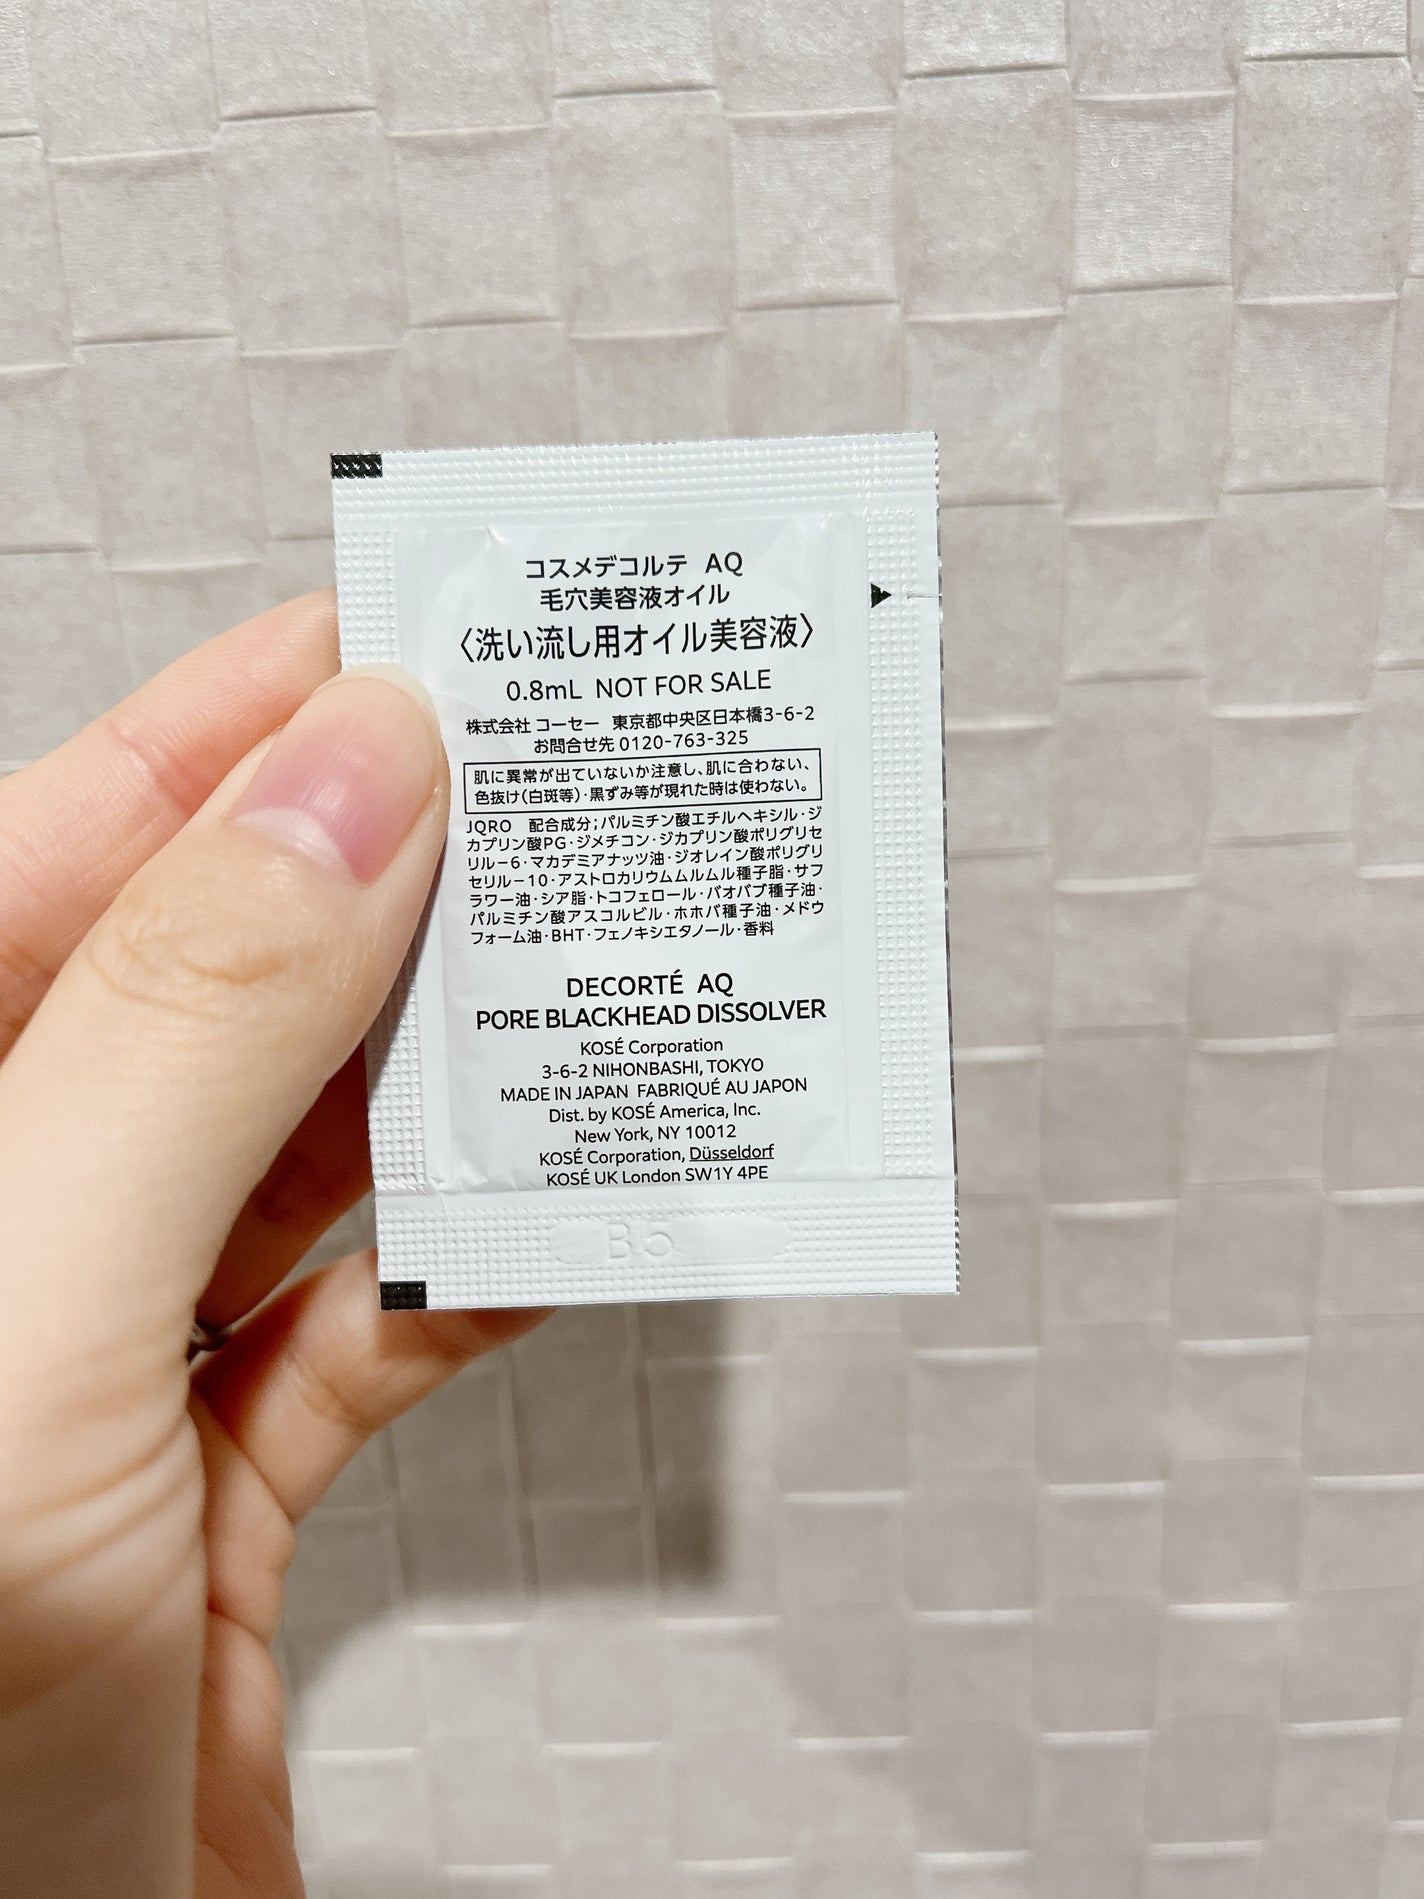 コスメデコルテ AQ
毛穴美容液オイル
〈洗い流し用オイル美容液〉
0.8mL NOT FOR SALE
株式会社 コーセー 東京都中央区日本橋3-6-2
お問合せ先 0120-763-325
肌に異常が出ていないか注意し、肌に合わない、
色抜け(白斑等)・黒ずみ等が現れた時は使わない。
JQRO 配合成分;パルミチン酸エチルヘキシル・ジ
カプリン酸PG・ジメチコン・ジカプリン酸ポリグリセ
リル－6・マカデミアナッツ油・ジオレイン酸ポリグリ
セリル－10・アストロカリウムムルムル種子脂・サフ
ラワー油・シア脂・トコフェロール・バオバブ種子油・
パルミチン酸アスコルビル・ホホバ種子油・メドウ
フォーム油・BHT・フェノキシエタノール・香料
DECORTÉ AQ
PORE BLACKHEAD DISSOLVER
KOSÉ Corporation
3-6-2 NIHONBASHI, TOKYO
MADE IN JAPAN FABRIQUÉ AU JAPON
Dist. by KOSÉ America, Inc.
New York, NY 10012
KOSÉ Corporation, Düsseldorf
KOSÉ UK London SW1Y 4PE